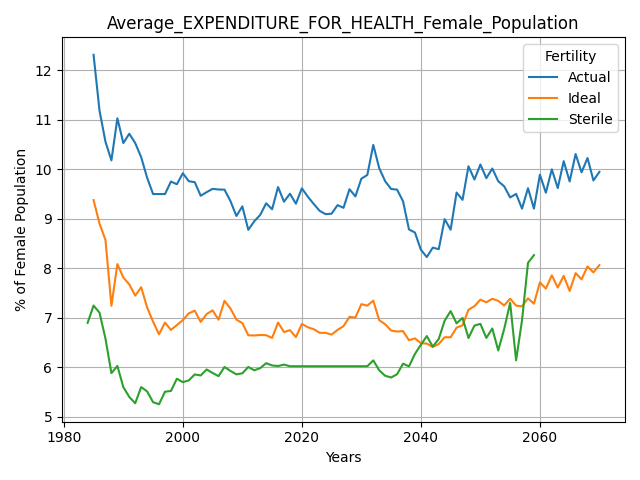 Average_EXPENDITURE_FOR_HEALTH_Female_Population
Fertility
Actual
Ideal
Sterile
% of Female Population
12
11
10
9
8
7
6
5
1980 2000 2020 2040 2060
Years